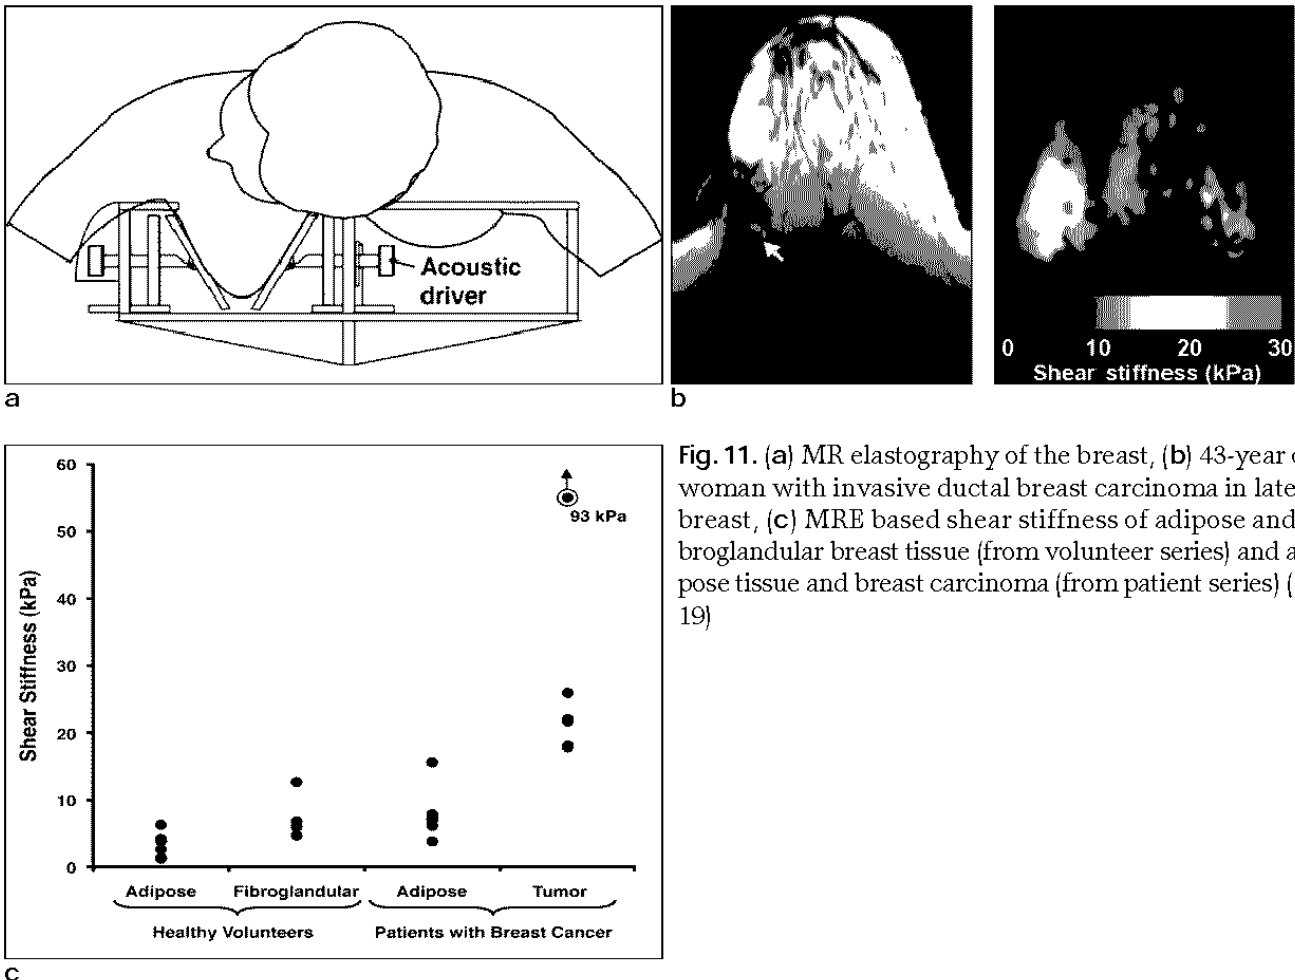 Acoustic
driver
a
b
0 10 20 30
Shear stiffness (kPa)
Fig. 11. (a) MR elastography of the breast, (b) 43-year
woman with invasive ductal breast carcinoma in late
breast, (c) MRE based shear stiffness of adipose and
broglandular breast tissue (from volunteer series) and a
pose tissue and breast carcinoma (from patient series) (
19)
60
50
40
30
20
10
0
Shear Stiffness (kPa)
93 kPa
Adipose Fibroglandular Adipose Tumor
Healthy Volunteers Patients with Breast Cancer
c